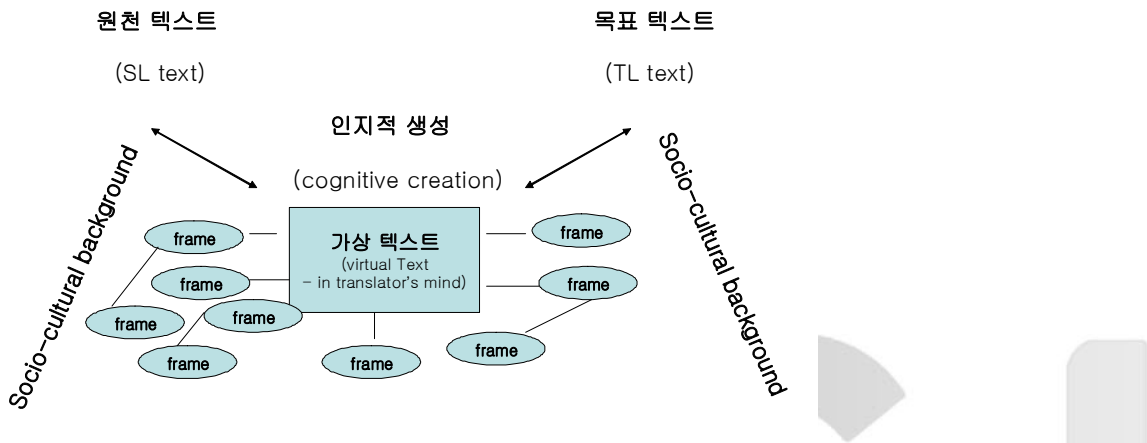 원천 텍스트
목표 텍스트
(SL text)
(TL text)
인지적 생성
(cognitive creation)
Socio-cultural background
Socio-cultural background
가상 텍스트
(virtual Text
- in translator's mind)
frame
frame
frame
frame
frame
frame
frame
frame
frame